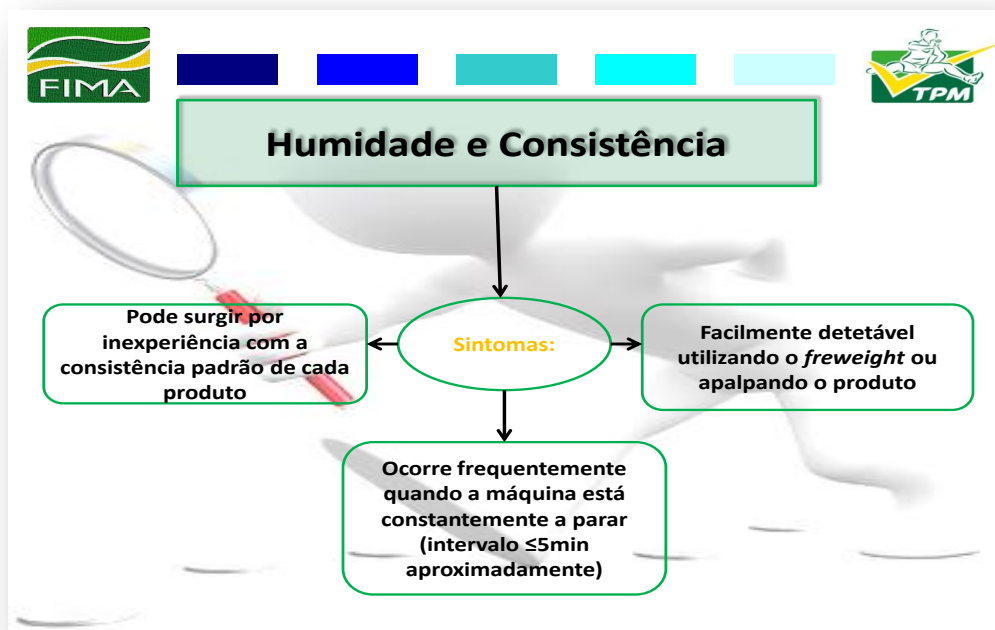 FIMA
TPM
Humidade e Consistência
Pode surgir por
inexperiência com a
consistência padrão de cada
produto
Sintomas:
Facilmente detetável
utilizando o freweight ou
apalpando o produto
Ocorre frequentemente
quando a máquina está
constantemente a parar
(intervalo ≤5min
aproximadamente)